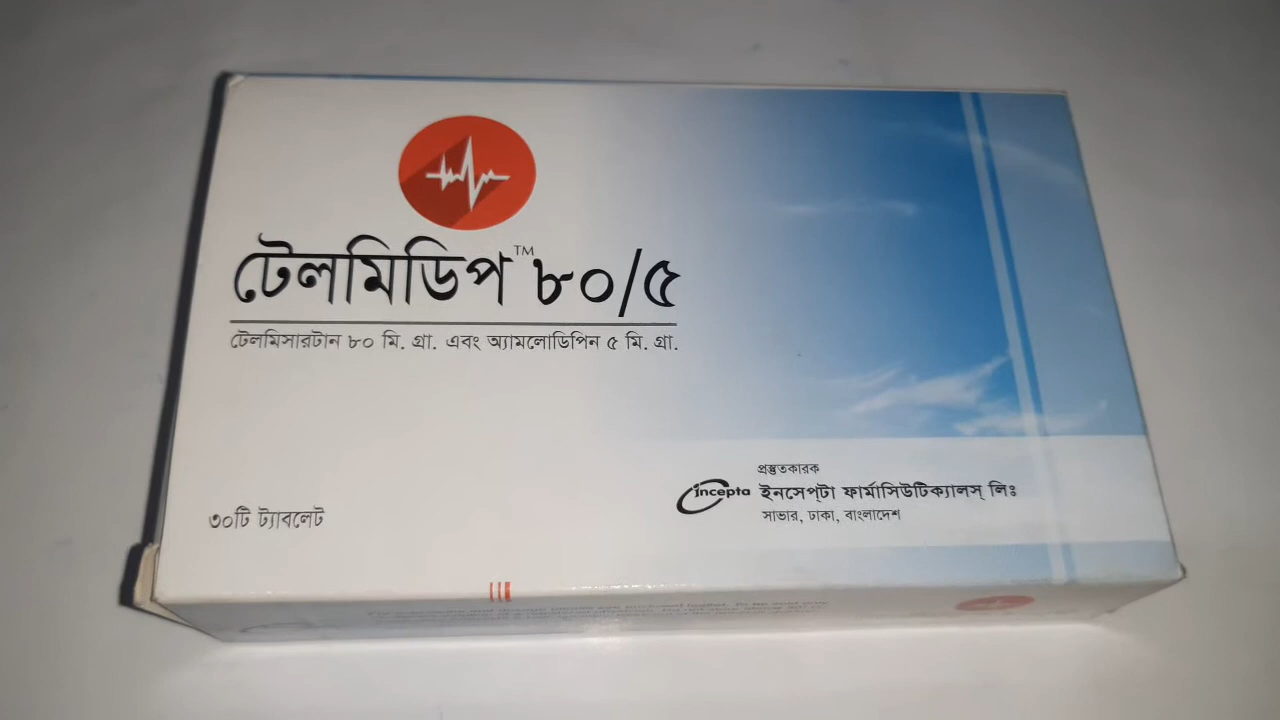 টেলমিডিপ™ ৮০/৫
টেলমিসারটান ৮০ মি. গ্রা. এবং অ্যামলোডিপিন ৫ মি. গ্রা.
৩০টি ট্যাবলেট
প্রস্তুতকারক
incepta ইনসেপ্‌টা ফার্মাসিউটিক্যালস্ লিঃ
সাভার, ঢাকা, বাংলাদেশ